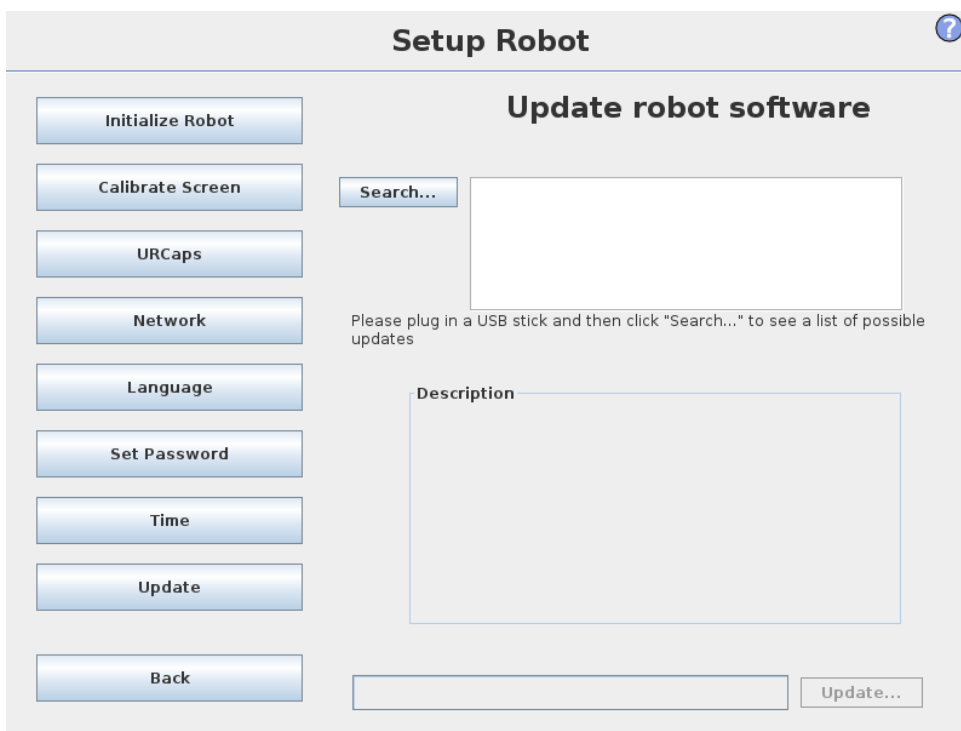 Setup Robot
?
Initialize Robot
Calibrate Screen
URCaps
Network
Language
Set Password
Time
Update
Back
Update robot software
Search...
Please plug in a USB stick and then click "Search..." to see a list of possible
updates
Description
Update...